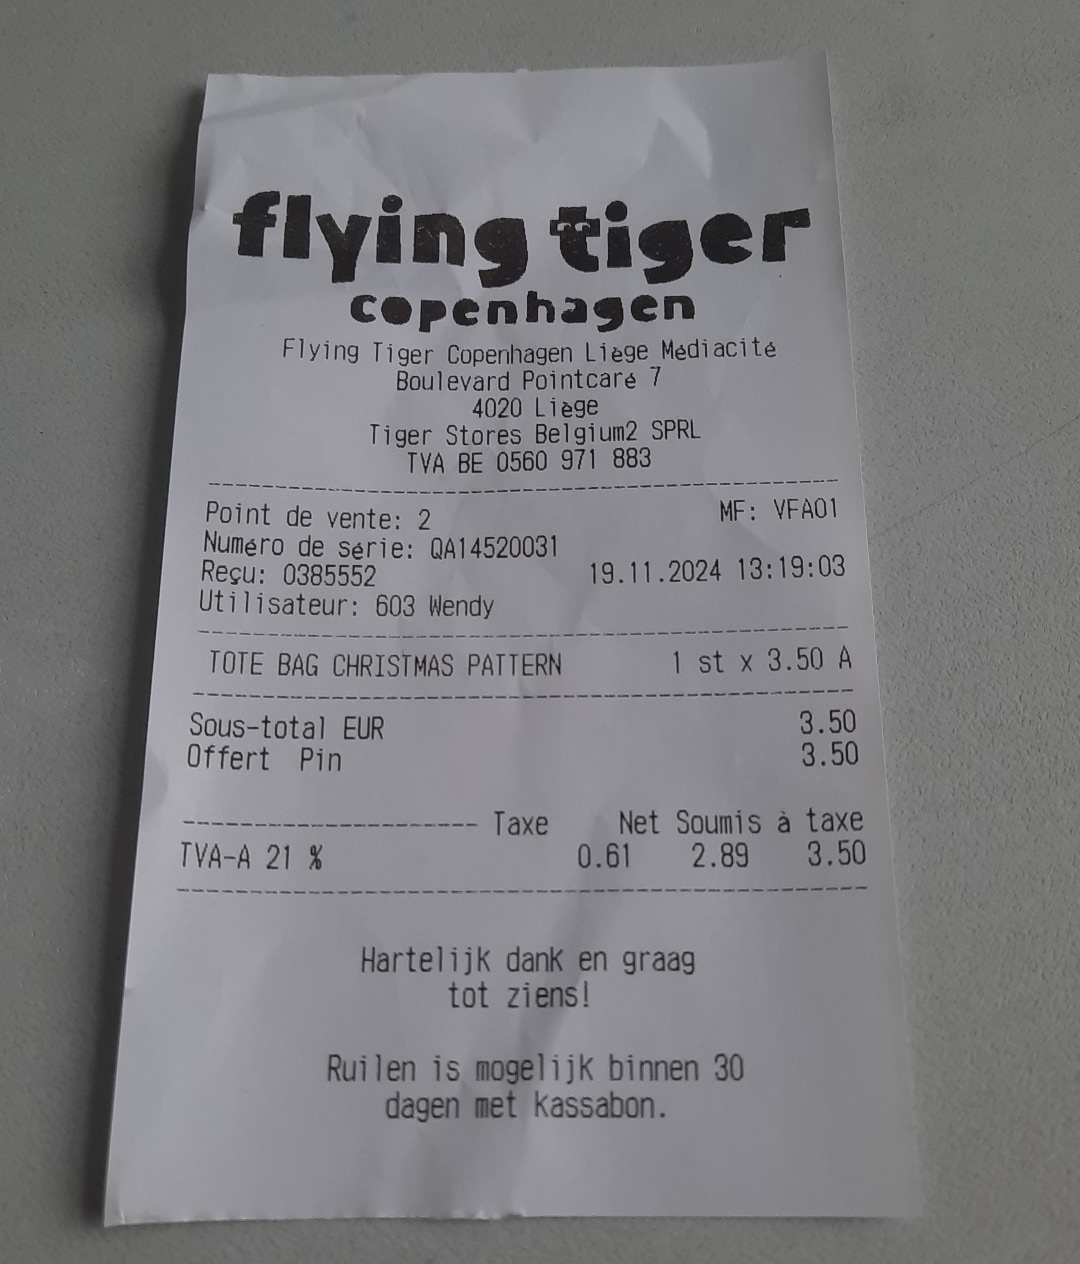 flying tiger
copenhagen
Flying Tiger Copenhagen Liège Médiacité
Boulevard Pointcaré 7
4020 Liège
Tiger Stores Belgium2 SPRL
TVA BE 0560 971 883
Point de vente: 2 MF: VFA01
Numéro de série: QA14520031
Reçu: 0385552 19.11.2024 13:19:03
Utilisateur: 603 Wendy
TOTE BAG CHRISTMAS PATTERN 1 st x 3.50 A
Sous-total EUR 3.50
Offert Pin 3.50
Taxe Net Soumis à taxe
TVA-A 21 % 0.61 2.89 3.50
Hartelijk dank en graag
tot ziens!
Ruilen is mogelijk binnen 30
dagen met kassabon.